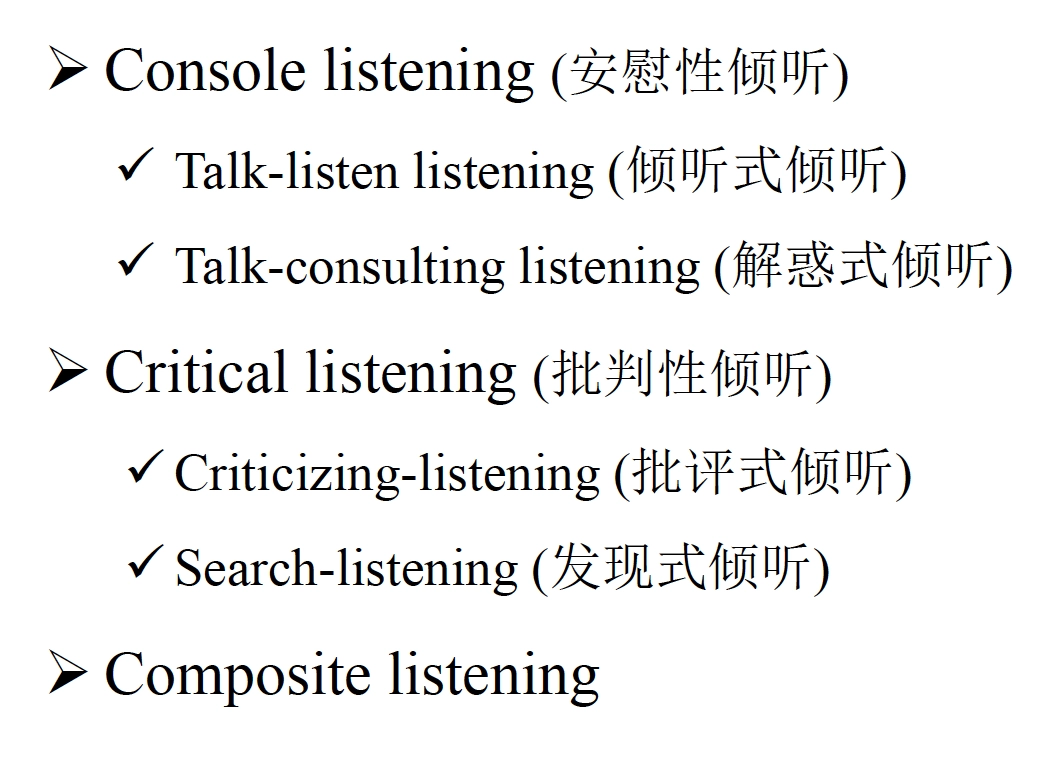 ➢ Console listening (安慰性倾听)
✓ Talk-listen listening (倾听式倾听)
✓ Talk-consulting listening (解惑式倾听)
➢ Critical listening (批判性倾听)
✓ Criticizing-listening (批评式倾听)
✓ Search-listening (发现式倾听)
➢ Composite listening